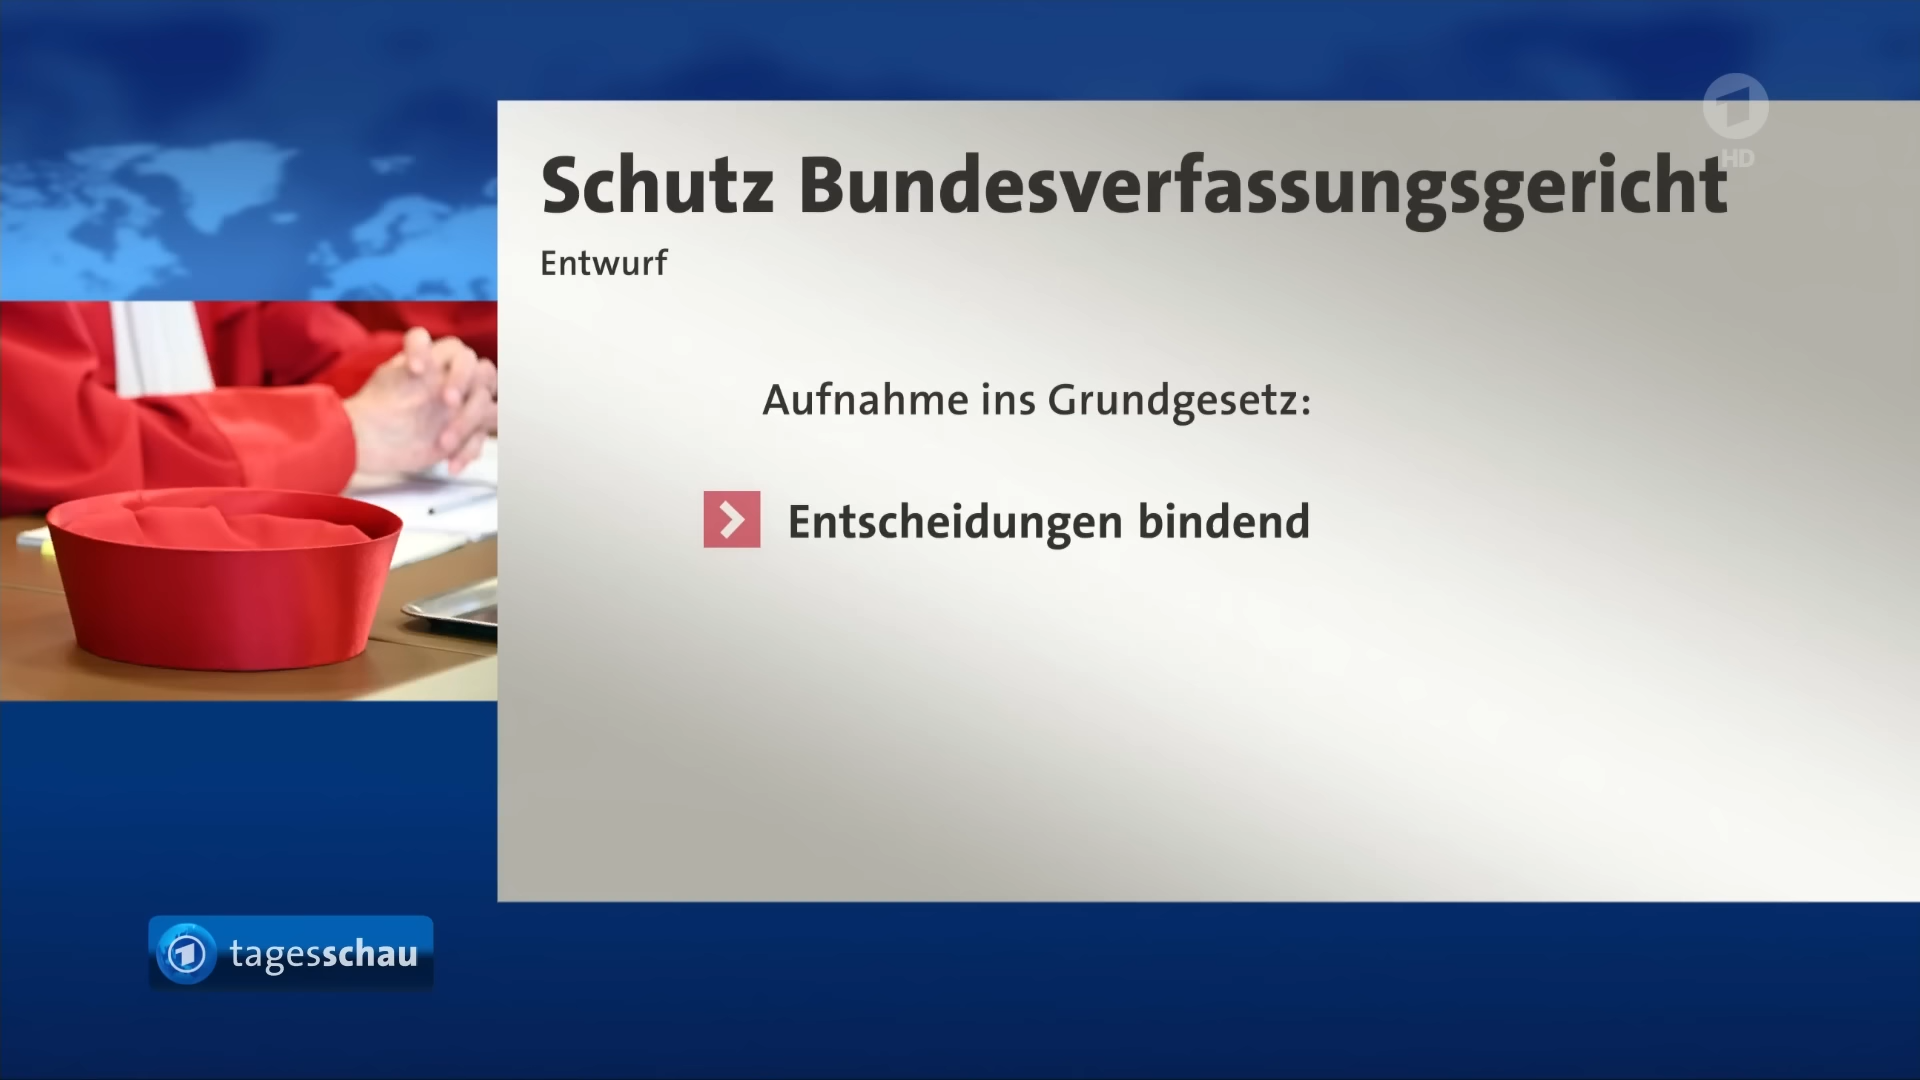 HD
Schutz Bundesverfassungsgericht
Entwurf
Aufnahme ins Grundgesetz:
Entscheidungen bindend
tagesschau